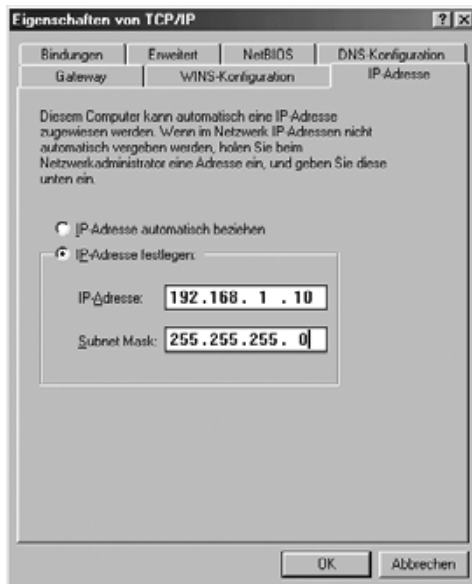 Eigenschaften von TCP/IP
Bindungen Erweitert NetBIOS DNS-Konfiguration
Gateway WINS-Konfiguration IP-Adresse
Diesem Computer kann automatisch eine IP-Adresse
zugewiesen werden. Wenn im Netzwerk IP-Adressen nicht
automatisch vergeben werden, holen Sie beim
Netzwerkadministrator eine Adresse ein, und geben Sie diese
unten ein.
IP-Adresse automatisch beziehen
IP-Adresse festlegen:
IP-Adresse: 192.168. 1 .10
Subnet Mask: 255.255.255. 0
OK Abbrechen